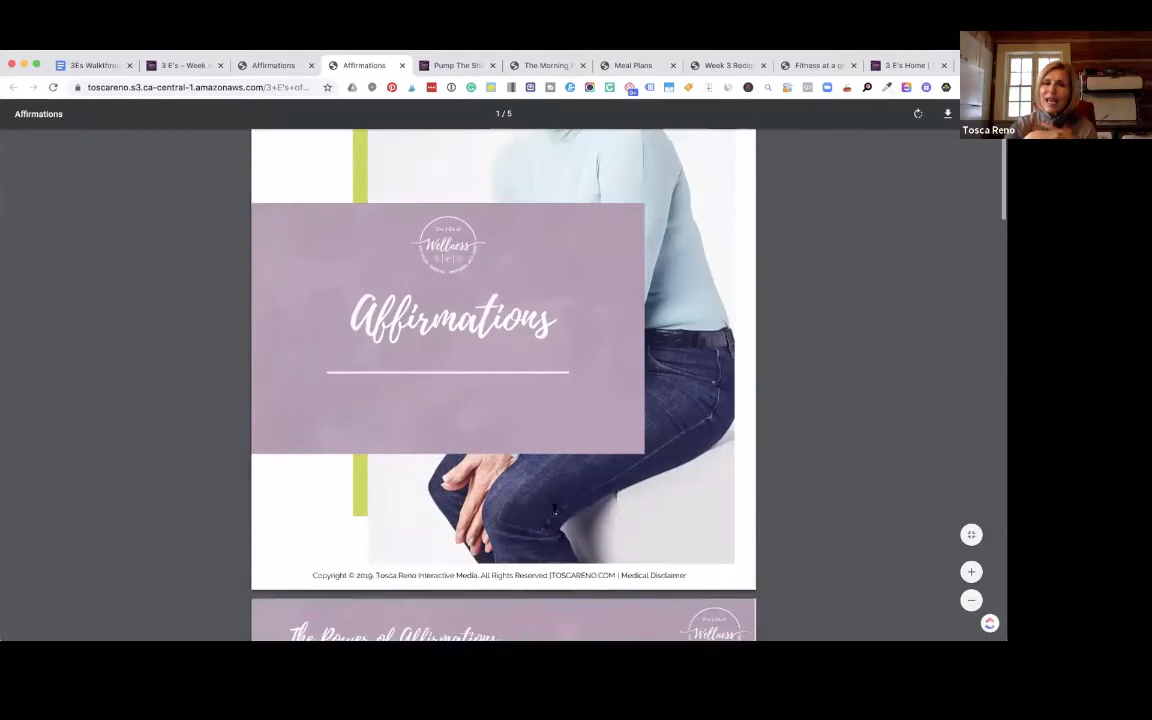 3Es Walkthrou
3 E's – Week
Affirmations
Affirmations
Pump The Shi
The Morning
Meal Plans
Week 3 Recip
Fitness at a g
3 E's Home |
toscareno.s3.ca-central-1.amazonaws.com/3+E's+of...
Tosca Reno
Affirmations
1 / 5
Wellness
Affirmations
Copyright © 2019. Tosca Reno Interactive Media. All Rights Reserved |TOSCARENO.COM | Medical Disclaimer
The Power of Affirmations
Wellness